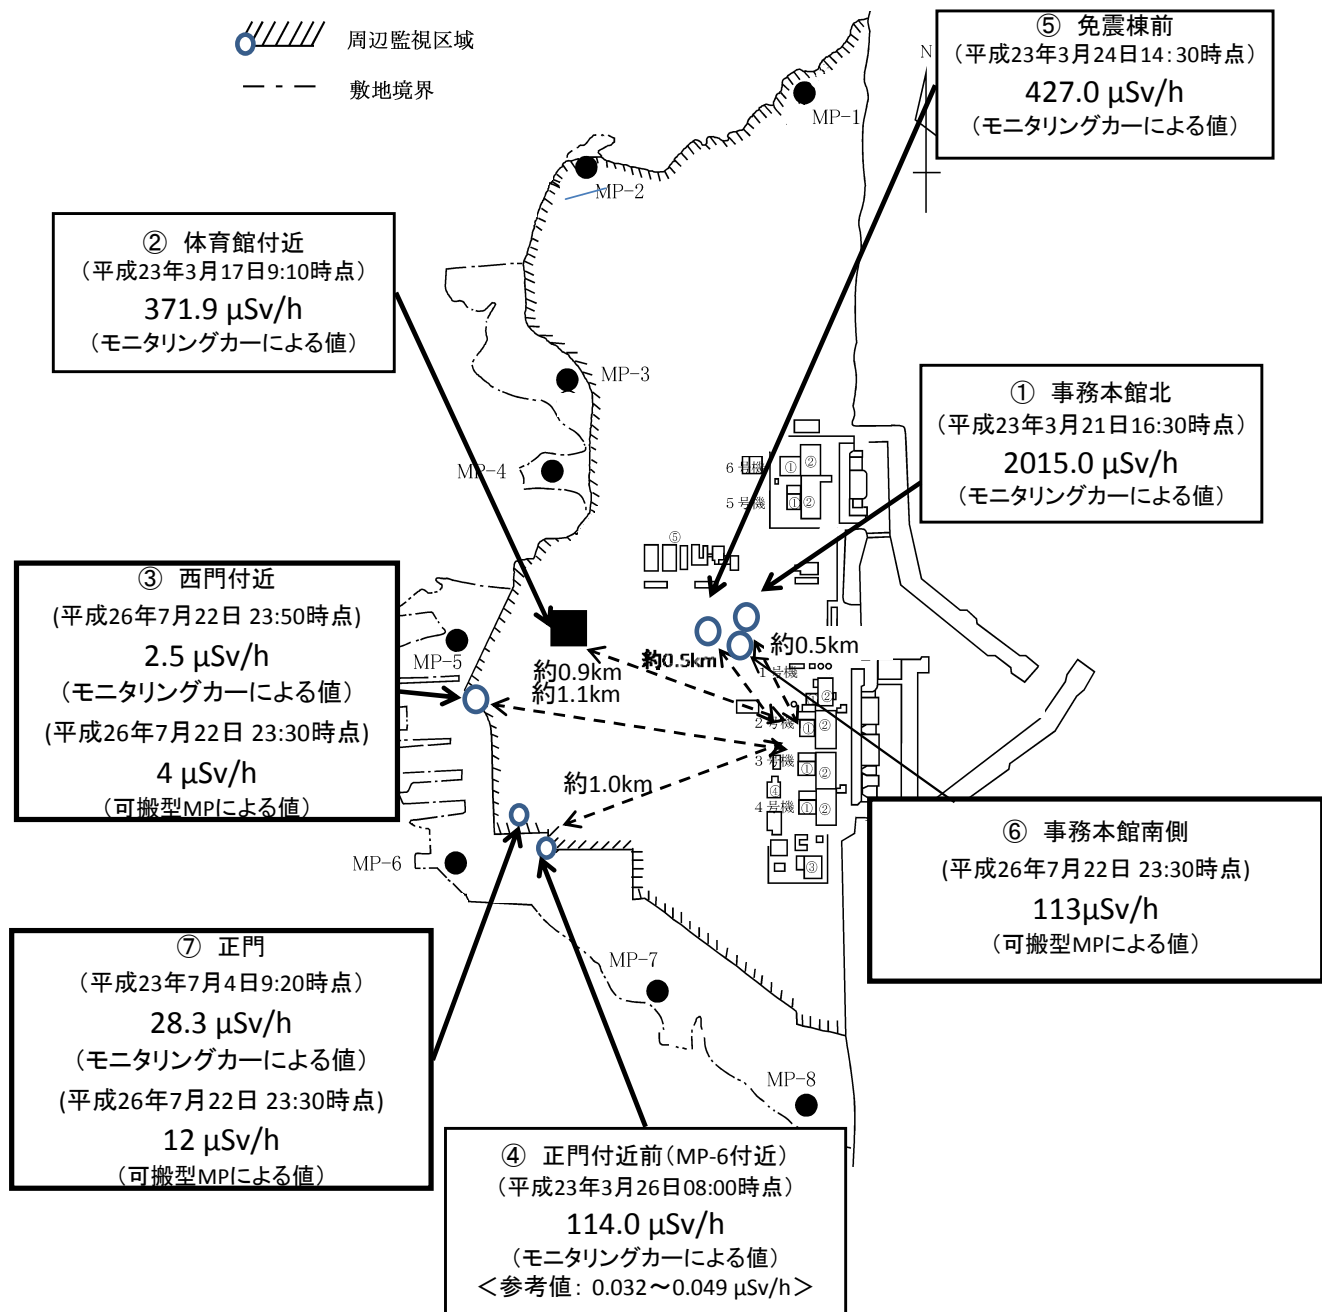 周辺監視区域
敷地境界
⑤ 免震棟前
（平成23年3月24日14：30時点）
427.0 μSv/h
（モニタリングカーによる値）
N
MP-1
MP-2
② 体育館付近
（平成23年3月17日9:10時点）
371.9 μSv/h
（モニタリングカーによる値）
MP-3
① 事務本館北
（平成23年3月21日16:30時点）
2015.0 μSv/h
（モニタリングカーによる値）
MP-4
6号機
① ②
5号機
① ②
⑤
③ 西門付近
(平成26年7月22日 23:50時点)
2.5 μSv/h
（モニタリングカーによる値）
(平成26年7月22日 23:30時点)
4 μSv/h
（可搬型MPによる値）
MP-5
約0.9km
約1.1km
約0.5km
約0.5km
1号機
②
2号機
① ②
3号機
① ②
④
4号機
① ②
③
約1.0km
MP-6
⑥ 事務本館南側
(平成26年7月22日 23:30時点)
113μSv/h
（可搬型MPによる値）
⑦ 正門
（平成23年7月4日9:20時点）
28.3 μSv/h
（モニタリングカーによる値）
(平成26年7月22日 23:30時点)
12 μSv/h
（可搬型MPによる値）
MP-7
MP-8
④ 正門付近前（MP-6付近）
（平成23年3月26日08:00時点）
114.0 μSv/h
（モニタリングカーによる値）
＜参考値：0.032～0.049 μSv/h＞